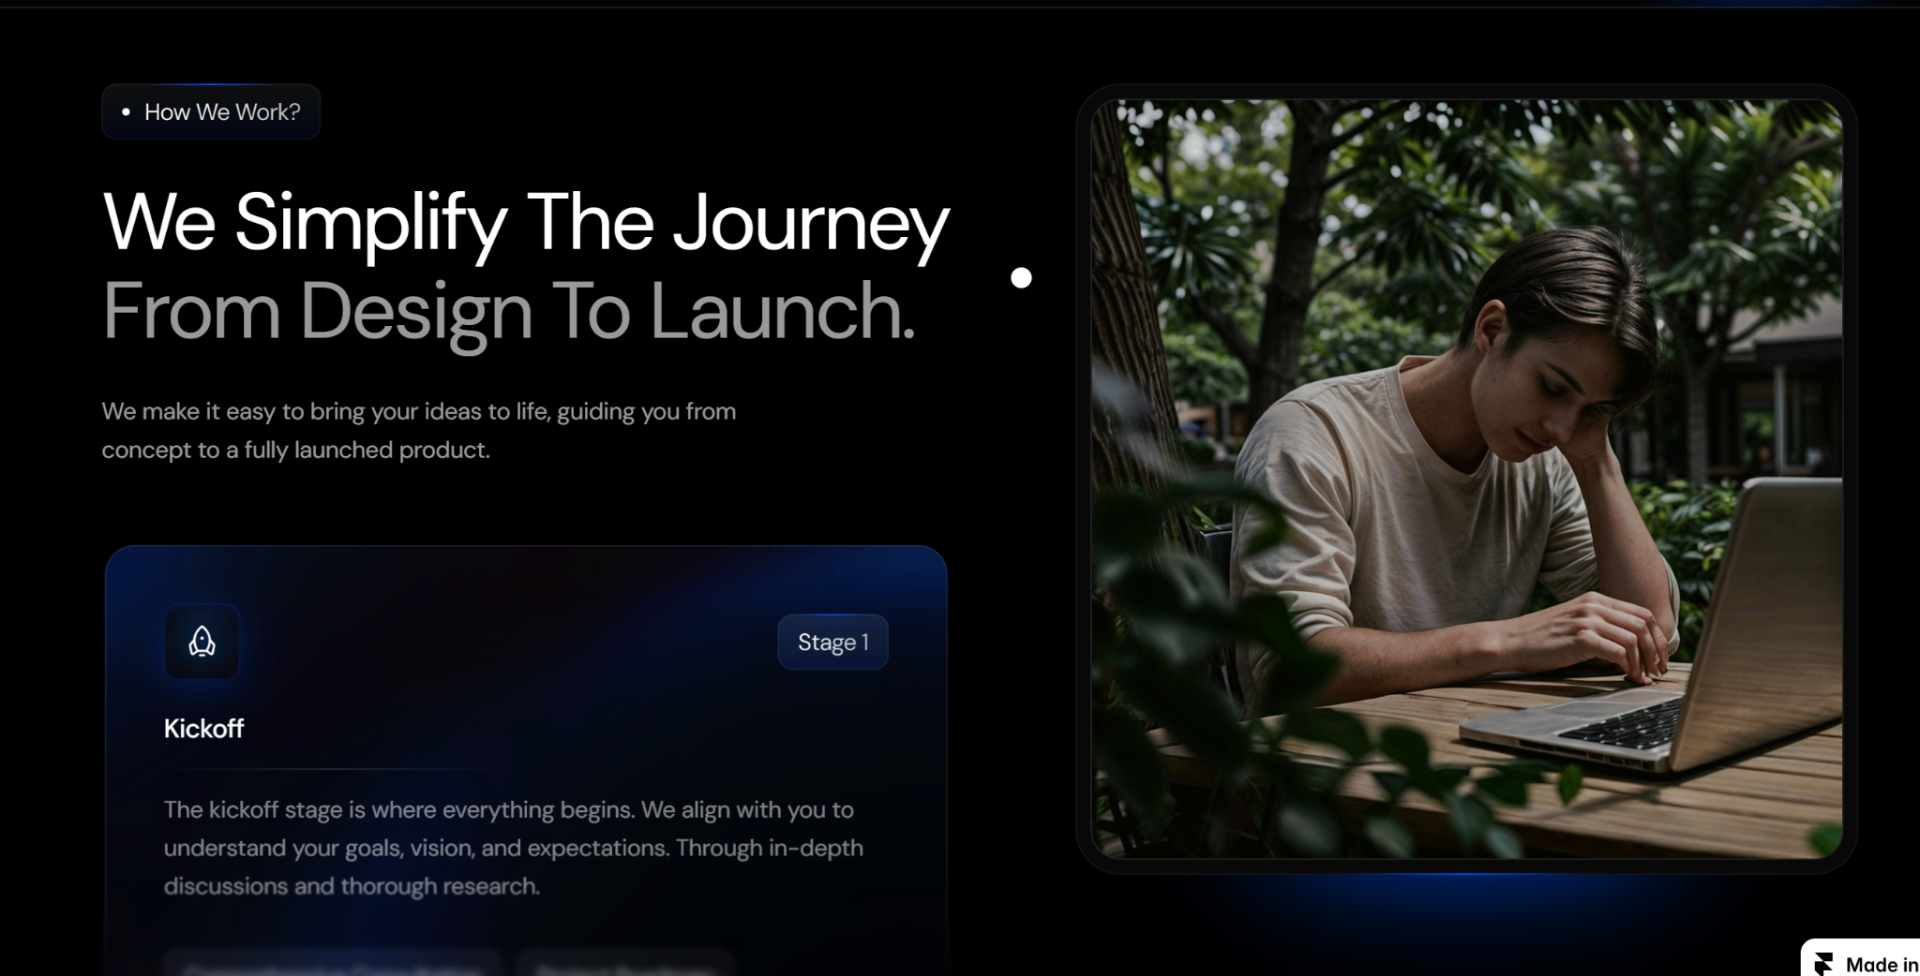 How We Work?
We Simplify The Journey
From Design To Launch.
We make it easy to bring your ideas to life, guiding you from
concept to a fully launched product.
Stage 1
Kickoff
The kickoff stage is where everything begins. We align with you to
understand your goals, vision, and expectations. Through in-depth
discussions and thorough research.
Made in